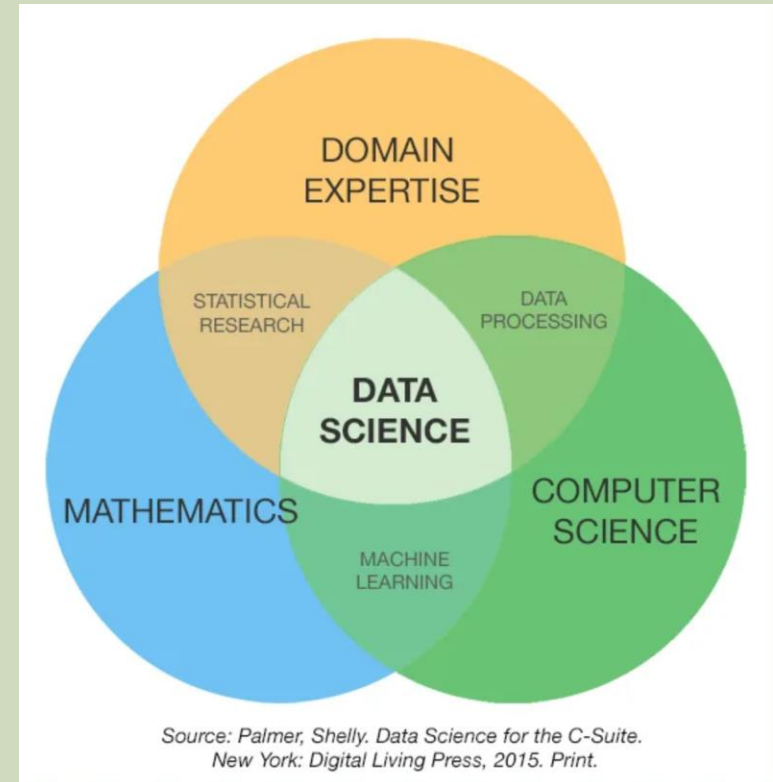 DOMAIN
EXPERTISE
STATISTICAL
RESEARCH
DATA
PROCESSING
DATA
SCIENCE
MATHEMATICS
COMPUTER
SCIENCE
MACHINE
LEARNING
Source: Palmer, Shelly. Data Science for the C-Suite.
New York: Digital Living Press, 2015. Print.